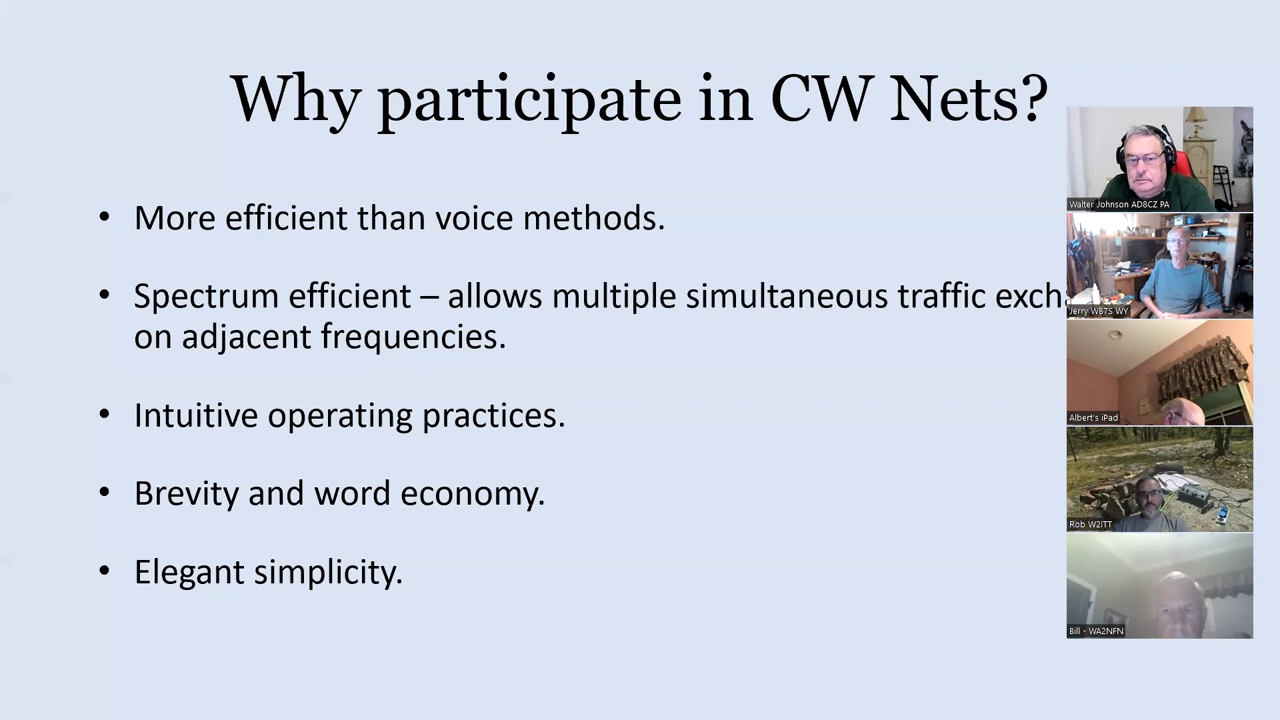 Why participate in CW Nets?
• More efficient than voice methods.
• Spectrum efficient – allows multiple simultaneous traffic
on adjacent frequencies.
• Intuitive operating practices.
• Brevity and word economy.
• Elegant simplicity.
Walter Johnson AD8CZ PA
Jerry WB7S WY
Albert's iPad
Rob W2ITT
Bill - WA2NFN